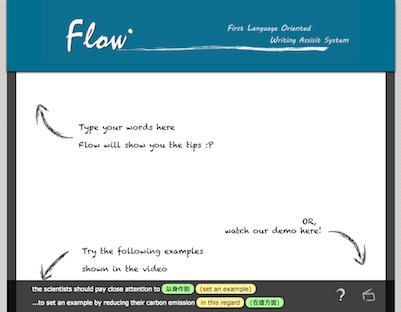 Flow
First Language Oriented
Writing Assisit System
Type your words here
Flow will show you the tips :P
OR,
watch our demo here!
Try the following examples
shown in the video
the scientists should pay close attention to 以身作則 (set an example)
...to set an example by reducing their carbon emission in this regard (在這方面)
?